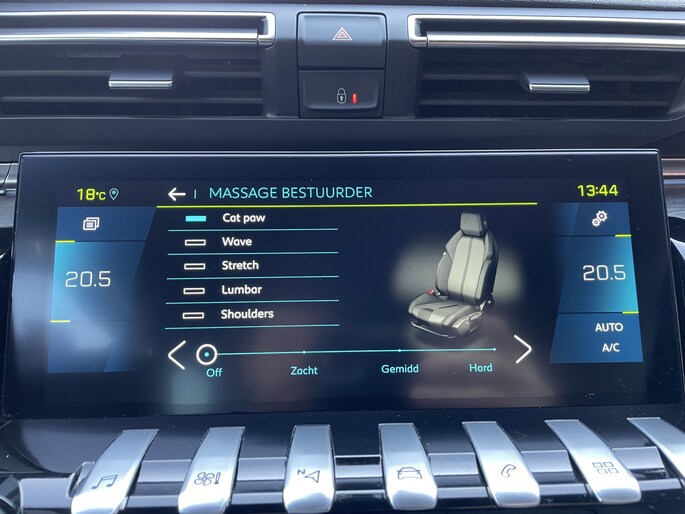 18°C
MASSAGE BESTUURDER
13:44
Cat paw
Wave
Stretch
Lumbar
Shoulders
20.5
20.5
AUTO
A/C
Off Zacht Gemidd Hard
N